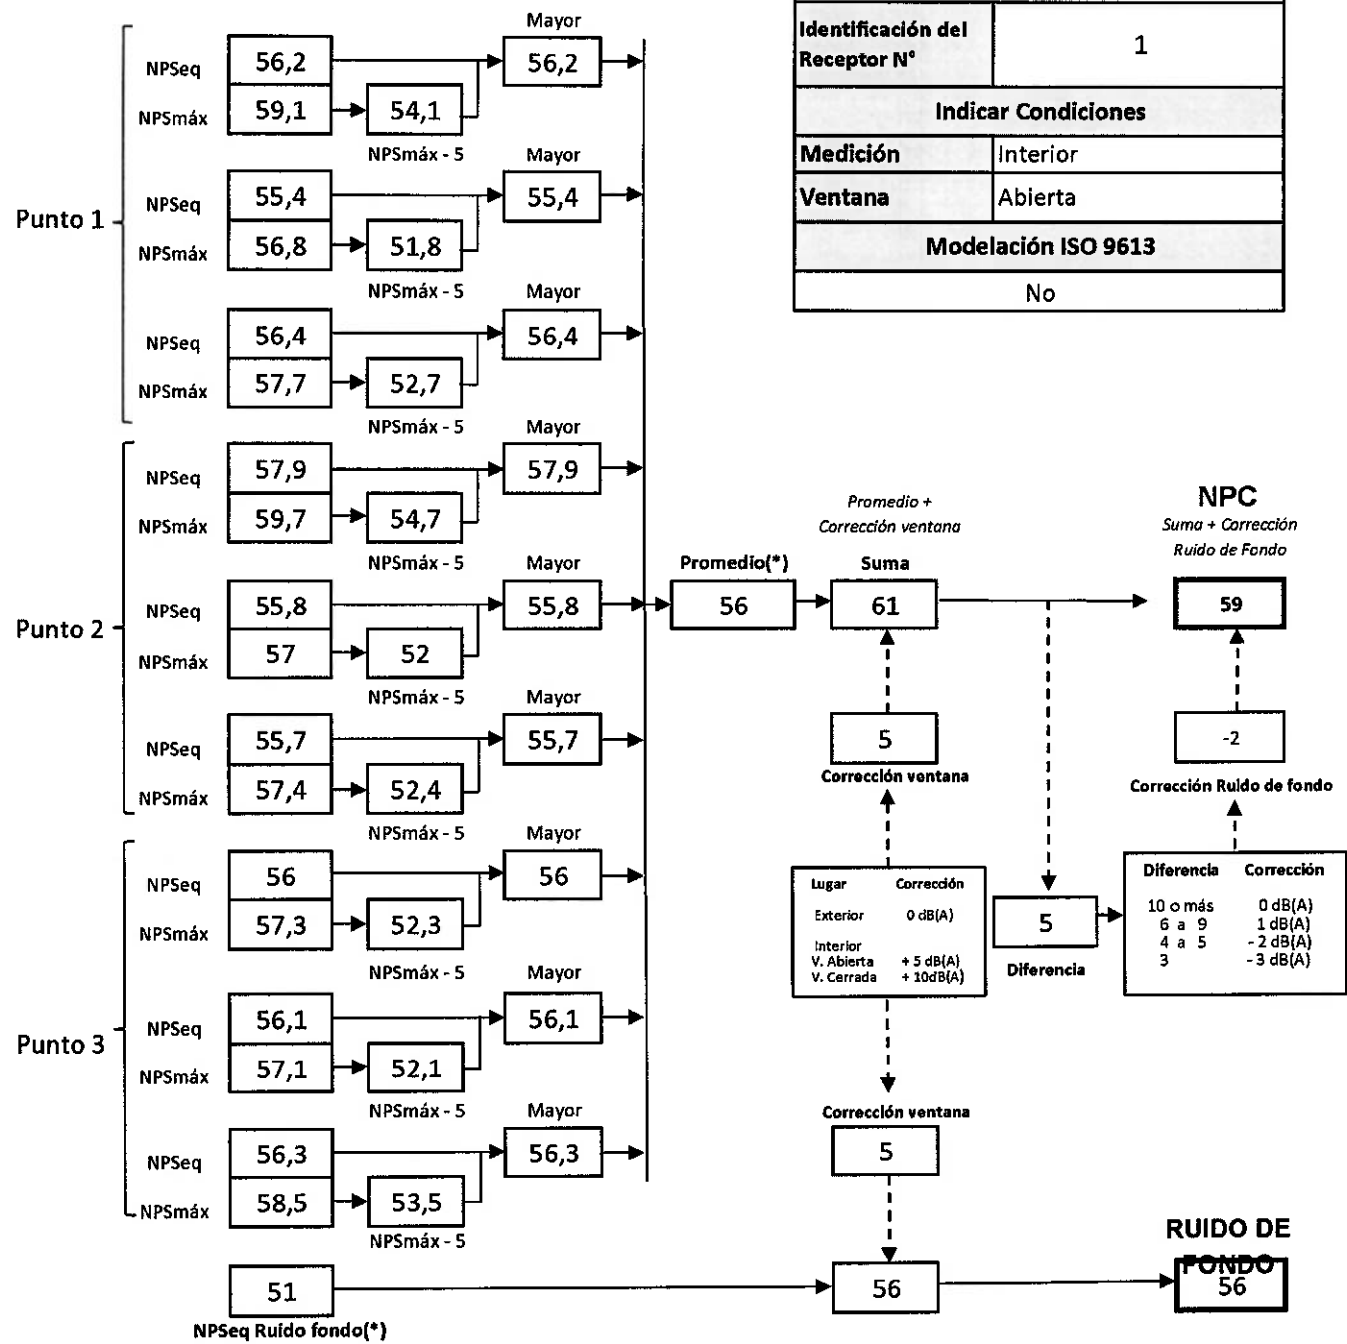 Identificación del
Receptor N°
1
Indicar Condiciones
Medición Interior
Ventana Abierta
Modelación ISO 9613
No
Punto 1
Mayor
NPSeq 56,2 56,2
NPSmáx 59,1 54,1
NPSmáx - 5
Mayor
NPSeq 55,4 55,4
NPSmáx 56,8 51,8
NPSmáx - 5
Mayor
NPSeq 56,4 56,4
NPSmáx 57,7 52,7
NPSmáx - 5
Punto 2
Mayor
NPSeq 57,9 57,9
NPSmáx 59,7 54,7
NPSmáx - 5
Mayor
NPSeq 55,8 55,8
NPSmáx 57 52
NPSmáx - 5
Mayor
NPSeq 55,7 55,7
NPSmáx 57,4 52,4
NPSmáx - 5
Punto 3
Mayor
NPSeq 56 56
NPSmáx 57,3 52,3
NPSmáx - 5
Mayor
NPSeq 56,1 56,1
NPSmáx 57,1 52,1
NPSmáx - 5
Mayor
NPSeq 56,3 56,3
NPSmáx 58,5 53,5
NPSmáx - 5
Promedio(*)
56
Promedio +
Corrección ventana
Suma
61
5
Corrección ventana
NPC
Suma + Corrección
Ruido de Fondo
59
-2
Corrección Ruido de fondo
Lugar Corrección
Exterior 0 dB(A)
Interior
V. Abierta + 5 dB(A)
V. Cerrada + 10dB(A)
5
Diferencia
Diferencia Corrección
10 o más 0 dB(A)
6 a 9 1 dB(A)
4 a 5 - 2 dB(A)
3 - 3 dB(A)
Corrección ventana
5
51
NPSeq Ruido fondo(*)
56
RUIDO DE
FONDO
56